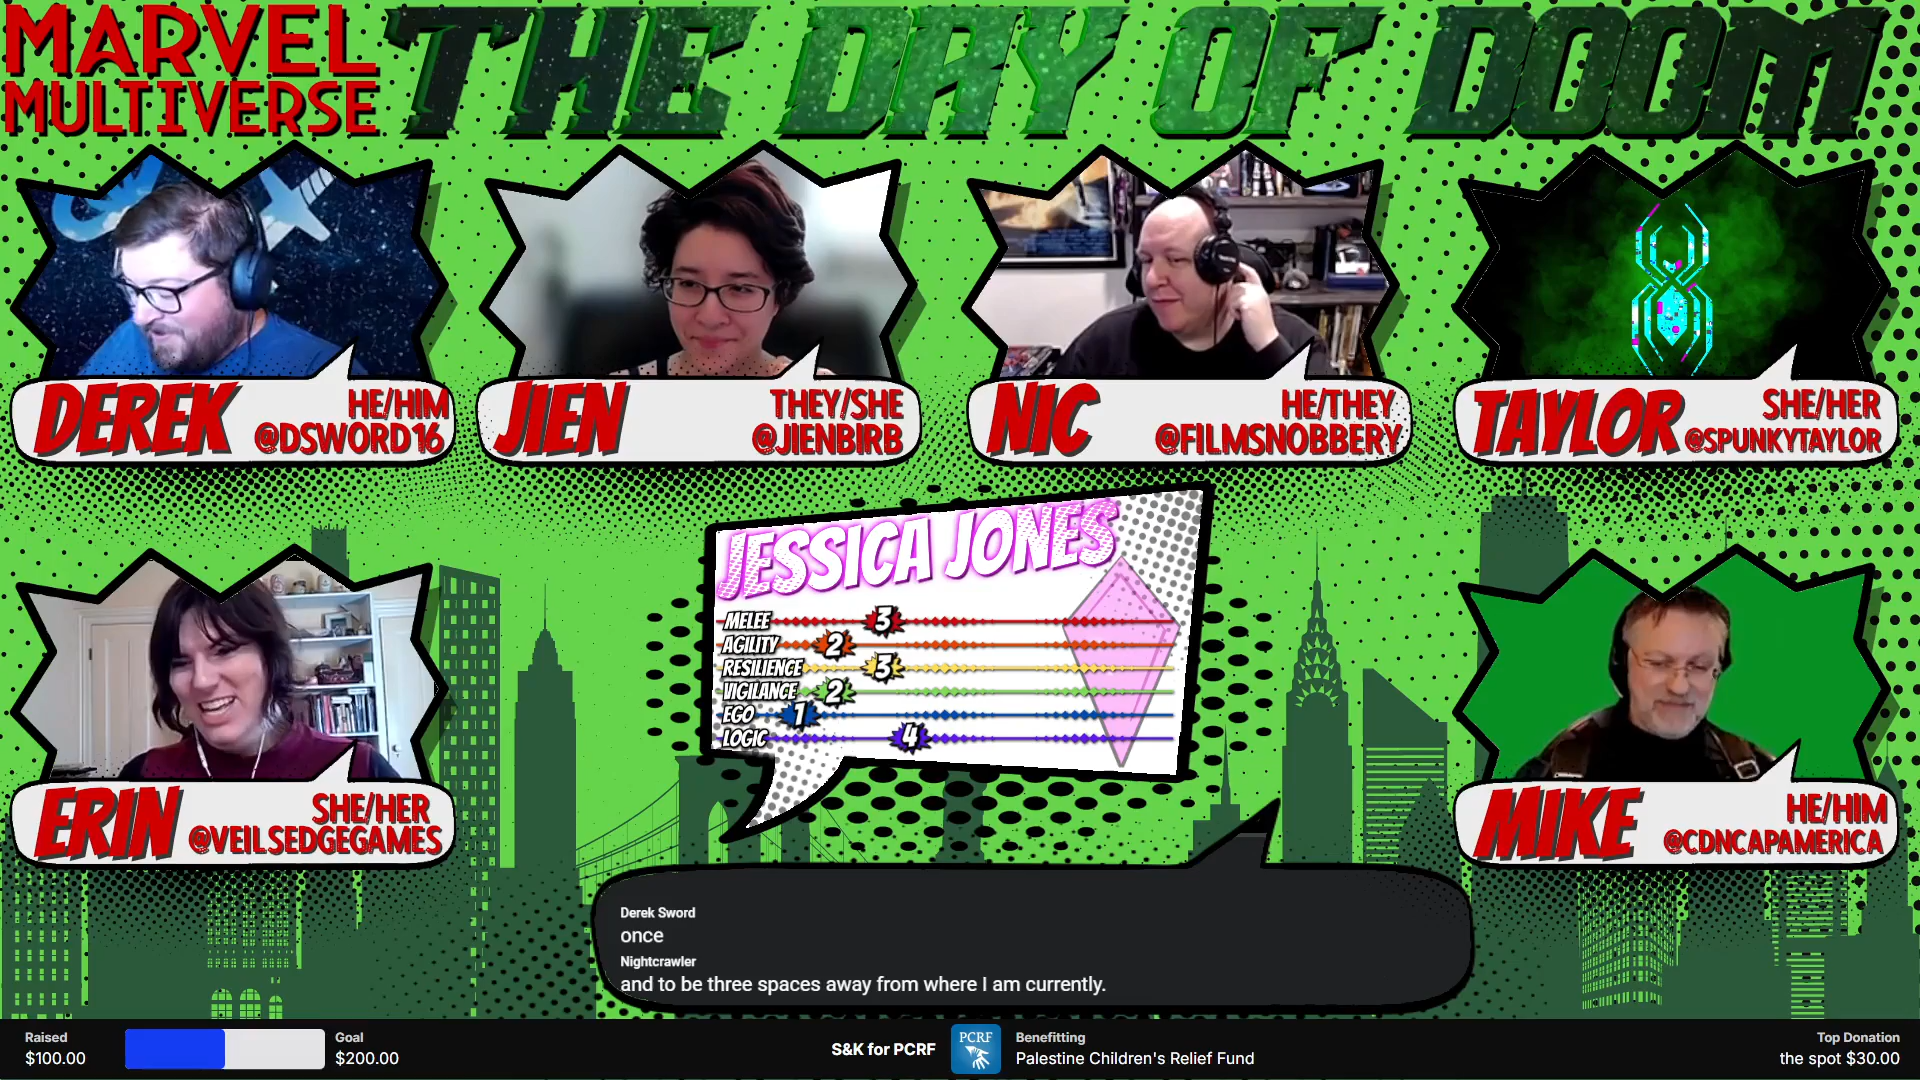 MARVEL
MULTIVERSE
THE DAY OF DOOM
DEREK
HE/HIM
@DSWORD16
JIEN
THEY/SHE
@JIENBIRB
NIC
HE/THEY
@FILMSNOBBERY
TAYLOR
SHE/HER
@SPUNKYTAYLOR
JESSICA JONES
MELEE 3
AGILITY 2
RESILIENCE 3
VIGILANCE 2
EGO 1
LOGIC 4
ERIN
SHE/HER
@VEILSEDGEGAMES
MIKE
HE/HIM
@CDNCAPAMERICA
Derek Sword
once
Nightcrawler
and to be three spaces away from where I am currently.
Raised
$100.00
Goal
$200.00
S&K for PCRF
PCRF
Benefitting
Palestine Children's Relief Fund
Top Donation
the spot $30.00